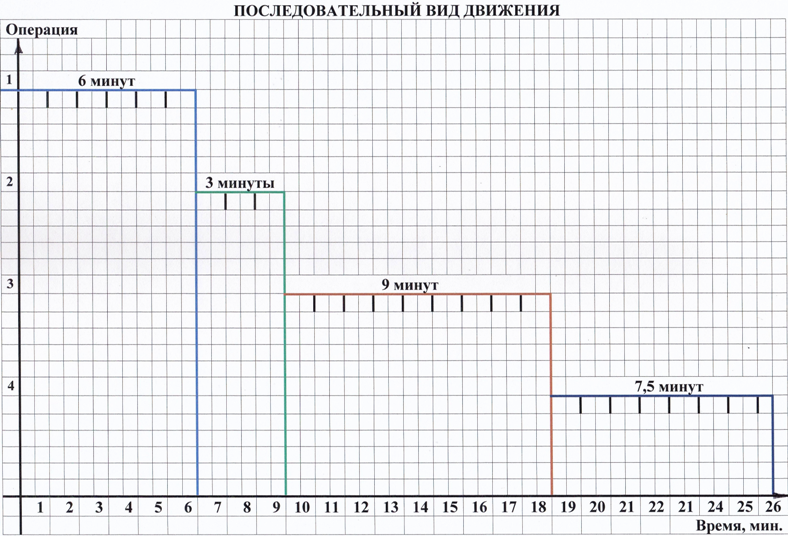 ПОСЛЕДОВАТЕЛЬНЫЙ ВИД ДВИЖЕНИЯ
Операция
1
6 минут
2
3 минуты
3
9 минут
4
7,5 минут
1 2 3 4 5 6 7 8 9 10 11 12 13 14 15 16 17 18 19 20 21 22 21 24 25 26
Время, мин.